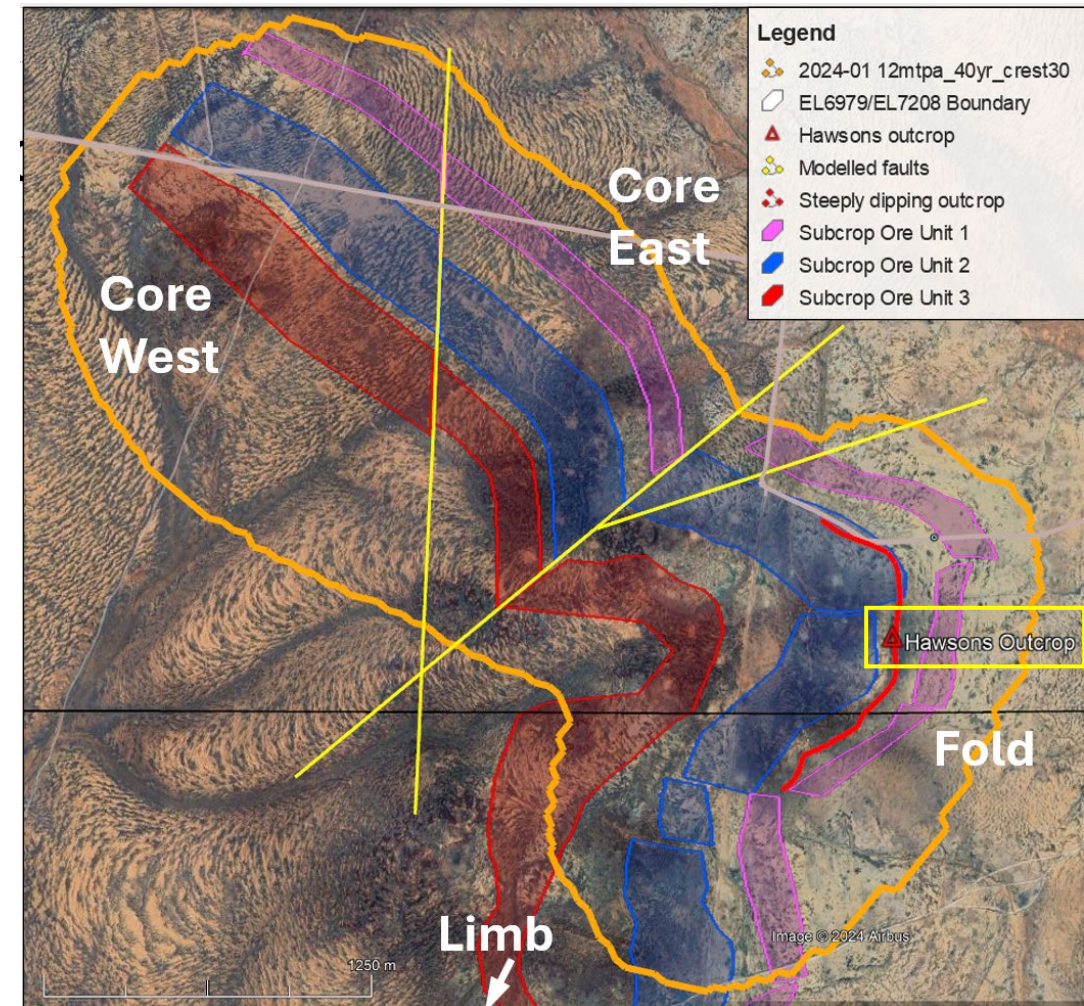 Legend
2024-01 12mtpa_40yr_crest30
EL6979/EL7208 Boundary
Hawsons outcrop
Modelled faults
Steeply dipping outcrop
Subcrop Ore Unit 1
Subcrop Ore Unit 2
Subcrop Ore Unit 3
Core
East
Core
West
Hawsons Outcrop
Fold
Limb
Image © 2024 Airbus
1250 m